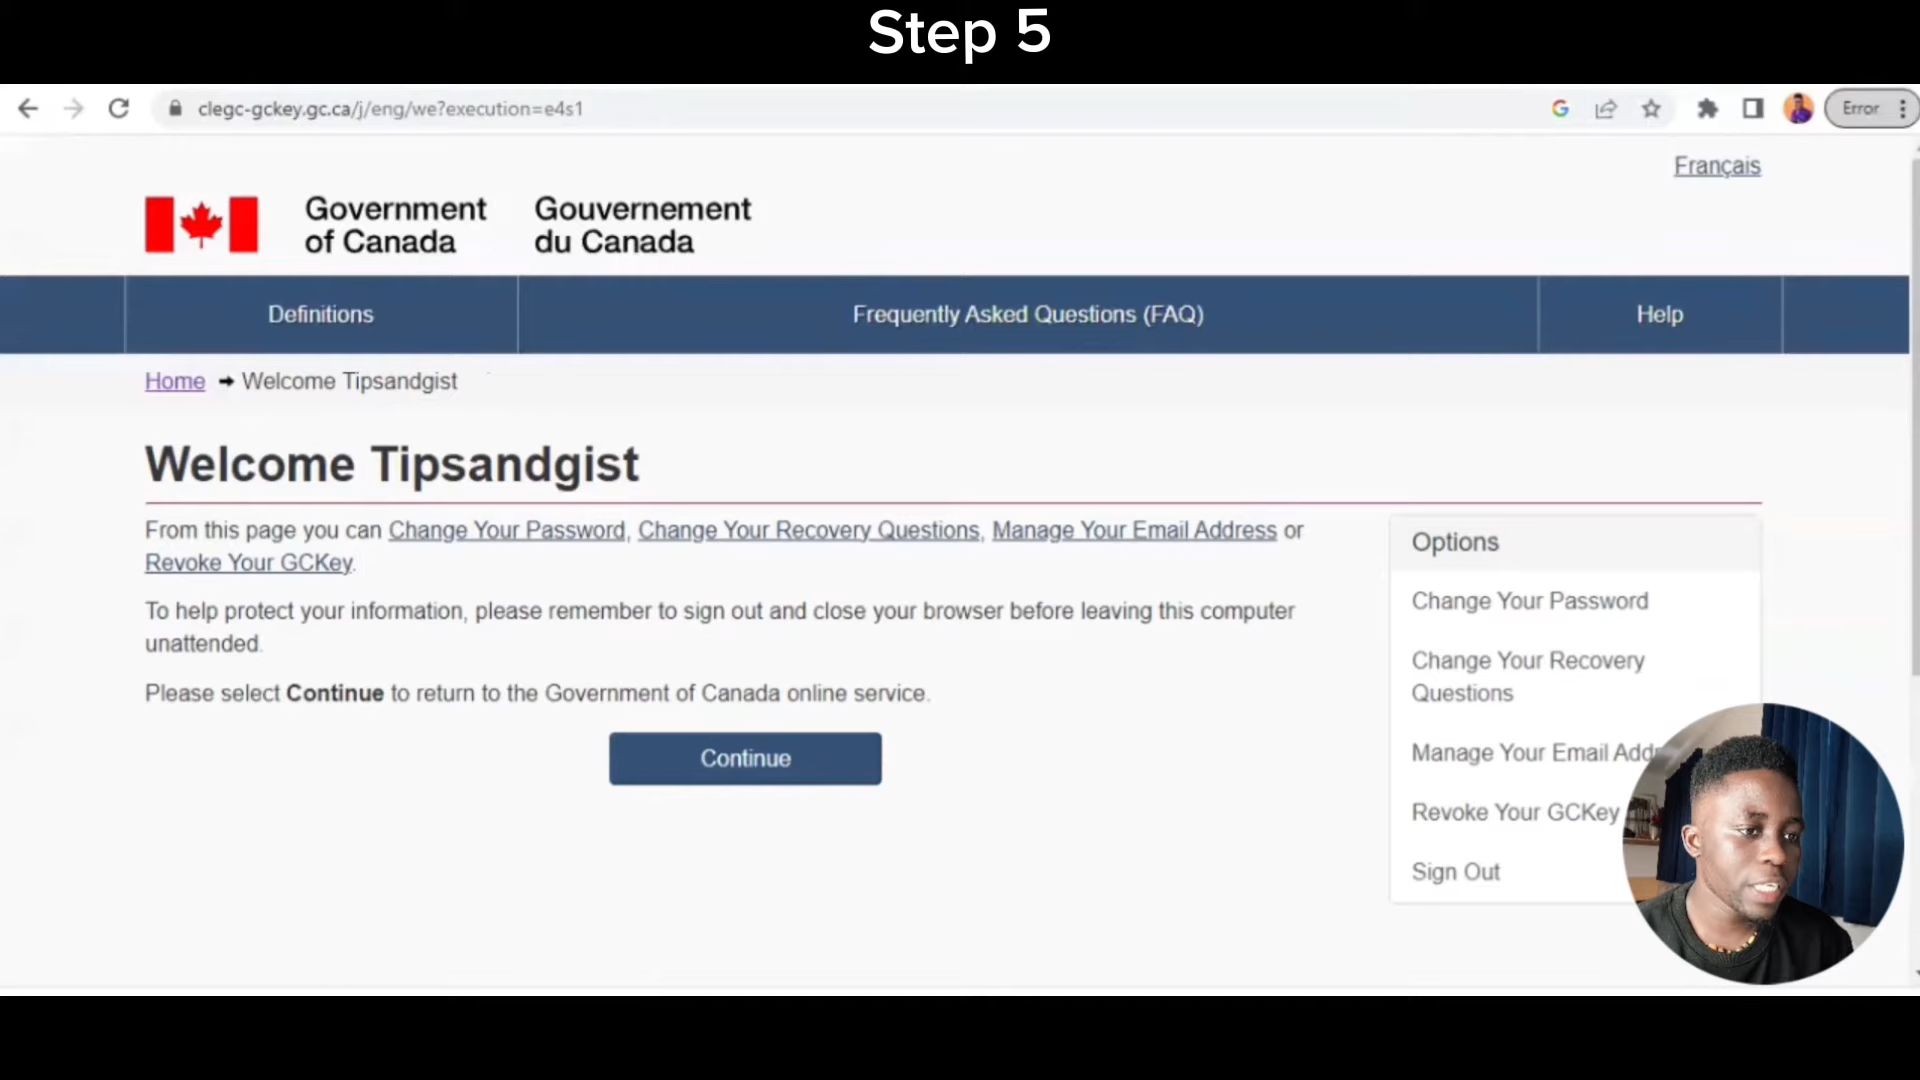 Step 5
clegc-gckey.gc.ca/j/eng/we?execution=e4s1
Error
Français
Government of Canada
Gouvernement du Canada
Definitions
Frequently Asked Questions (FAQ)
Help
Home → Welcome Tipsandgist
Welcome Tipsandgist
From this page you can Change Your Password, Change Your Recovery Questions, Manage Your Email Address or
Revoke Your GCKey.
To help protect your information, please remember to sign out and close your browser before leaving this computer
unattended.
Please select Continue to return to the Government of Canada online service.
Continue
Options
Change Your Password
Change Your Recovery
Questions
Manage Your Email Addr
Revoke Your GCKey
Sign Out